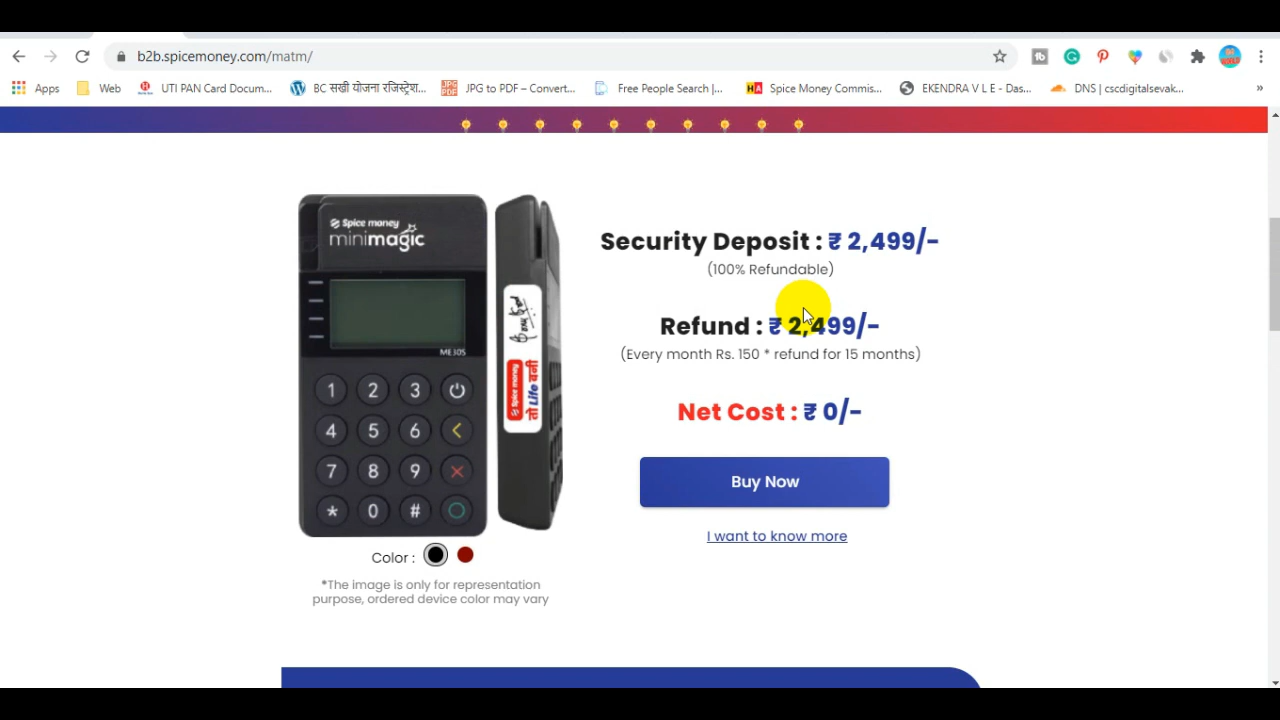 b2b.spicemoney.com/matm/
Apps
Web
UTI PAN Card Docum...
BC सखी योजना रजिस्ट्रेश...
JPG to PDF – Convert...
Free People Search |...
Spice Money Commis...
EKENDRA V L E - Das...
DNS | cscdigitalsevak...
»
Spice money
minimagic
ME30S
1 2 3
4 5 6
7 8 9
* 0 #
Spice money
तो Life बनी
Security Deposit : ₹ 2,499/-
(100% Refundable)
Refund : ₹ 2,499/-
(Every month Rs. 150 * refund for 15 months)
Net Cost : ₹ 0/-
Buy Now
I want to know more
Color :
*The image is only for representation
purpose, ordered device color may vary